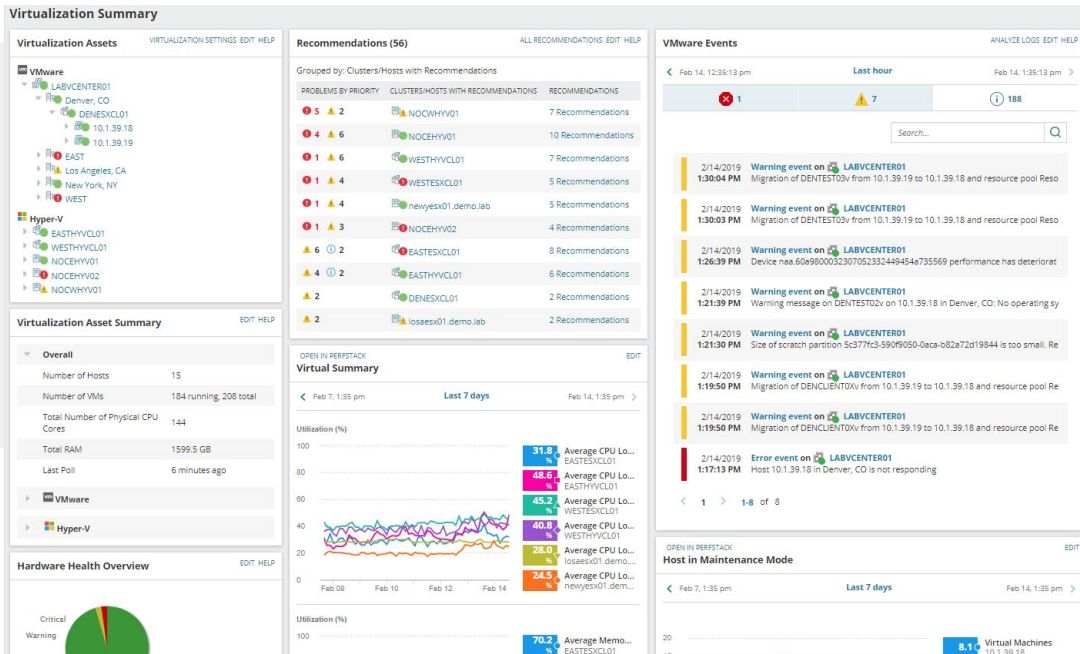 Virtualization Summary
Virtualization Assets
VIRTUALIZATION SETTINGS EDIT HELP
VMware
LABVCENTER01
Denver, CO
DENESXCL01
10.1.39.18
10.1.39.19
EAST
Los Angeles, CA
New York, NY
WEST
Hyper-V
EASTHYVCL01
WESTHYVCL01
NOCEHYV01
NOCEHYV02
NOCWHYV01
Virtualization Asset Summary
EDIT HELP
Overall
Number of Hosts 15
Number of VMs 184 running, 208 total
Total Number of Physical CPU
Cores
144
Total RAM 1599.5 GB
Last Poll 6 minutes ago
VMware
Hyper-V
Hardware Health Overview
EDIT HELP
Critical
Warning
Recommendations (56)
ALL RECOMMENDATIONS EDIT HELP
Grouped by: Clusters/Hosts with Recommendations
PROBLEMS BY PRIORITY CLUSTERS/HOSTS WITH RECOMMENDATIONS RECOMMENDATIONS
5 2 NOCWHYV01 7 Recommendations
4 6 NOCEHYV01 10 Recommendations
1 6 WESTHYVCL01 7 Recommendations
1 4 WESTESXCL01 5 Recommendations
1 4 newyesx01.demo.lab 5 Recommendations
1 3 NOCEHYV02 4 Recommendations
6 2 EASTESXCL01 8 Recommendations
4 2 EASTHYVCL01 6 Recommendations
2 DENESXCL01 2 Recommendations
2 losaesx01.demo.lab 2 Recommendations
OPEN IN PERFSTACK
EDIT
Virtual Summary
Feb 7, 1:35 pm Last 7 days Feb 14, 1:35 pm
Utilization (%)
100
80
60
40
20
0
Feb 08 Feb 10 Feb 12 Feb 14
31.8 % Average CPU Lo...
EASTESXCL01
48.6 % Average CPU Lo...
EASTHYVCL01
45.2 % Average CPU Lo...
WESTESXCL01
40.8 % Average CPU Lo...
WESTHYVCL01
28.0 % Average CPU Lo...
losaesx01.demo....
24.5 % Average CPU Lo...
newyesx01.dem...
Utilization (%)
100
70.2 % Average Memo...
EASTESXCL01
VMware Events
ANALYZE LOGS EDIT HELP
Feb 14, 12:35:13 pm Last hour Feb 14, 1:35:13 pm
1 7 188
Search...
2/14/2019 Warning event on LABVCENTER01
1:30:04 PM Migration of DENTEST03v from 10.1.39.19 to 10.1.39.18 and resource pool Reso
2/14/2019 Warning event on LABVCENTER01
1:30:03 PM Migration of DENTEST03v from 10.1.39.19 to 10.1.39.18 and resource pool Reso
2/14/2019 Warning event on LABVCENTER01
1:26:39 PM Device naa.60a98000323070523324494​54a735569 performance has deteriorat
2/14/2019 Warning event on LABVCENTER01
1:21:39 PM Warning message on DENTEST02v on 10.1.39.18 in Denver, CO: No operating sy
2/14/2019 Warning event on LABVCENTER01
1:21:30 PM Size of scratch partition 5c377fc3-590f9050-0aca-b82a72d19844 is too small. Re
2/14/2019 Warning event on LABVCENTER01
1:19:50 PM Migration of DENCLIENT0Xv from 10.1.39.19 to 10.1.39.18 and resource pool Re
2/14/2019 Warning event on LABVCENTER01
1:19:50 PM Migration of DENCLIENT0Xv from 10.1.39.19 to 10.1.39.18 and resource pool Re
2/14/2019 Error event on LABVCENTER01
1:17:13 PM Host 10.1.39.18 in Denver, CO is not responding
1 1-8 of 8
OPEN IN PERFSTACK
EDIT
Host in Maintenance Mode
Feb 7, 1:35 pm Last 7 days Feb 14, 1:35 pm
20
8.1 Virtual Machines
10.1.39.18